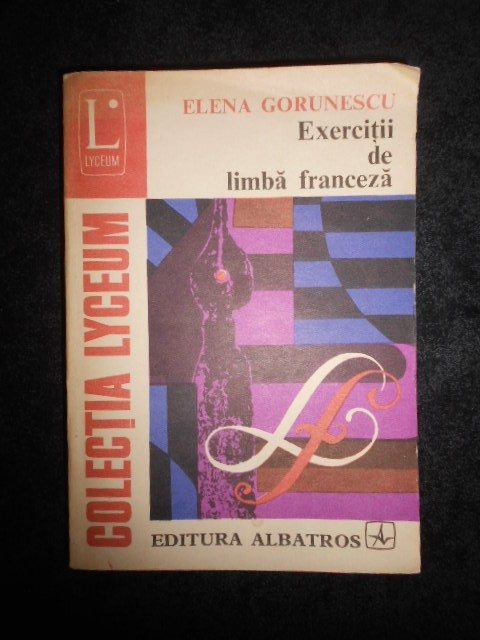 L
LYCEUM
ELENA GORUNESCU
Exerciții
de
limbă franceză
COLECȚIA LYCEUM
EDITURA ALBATROS